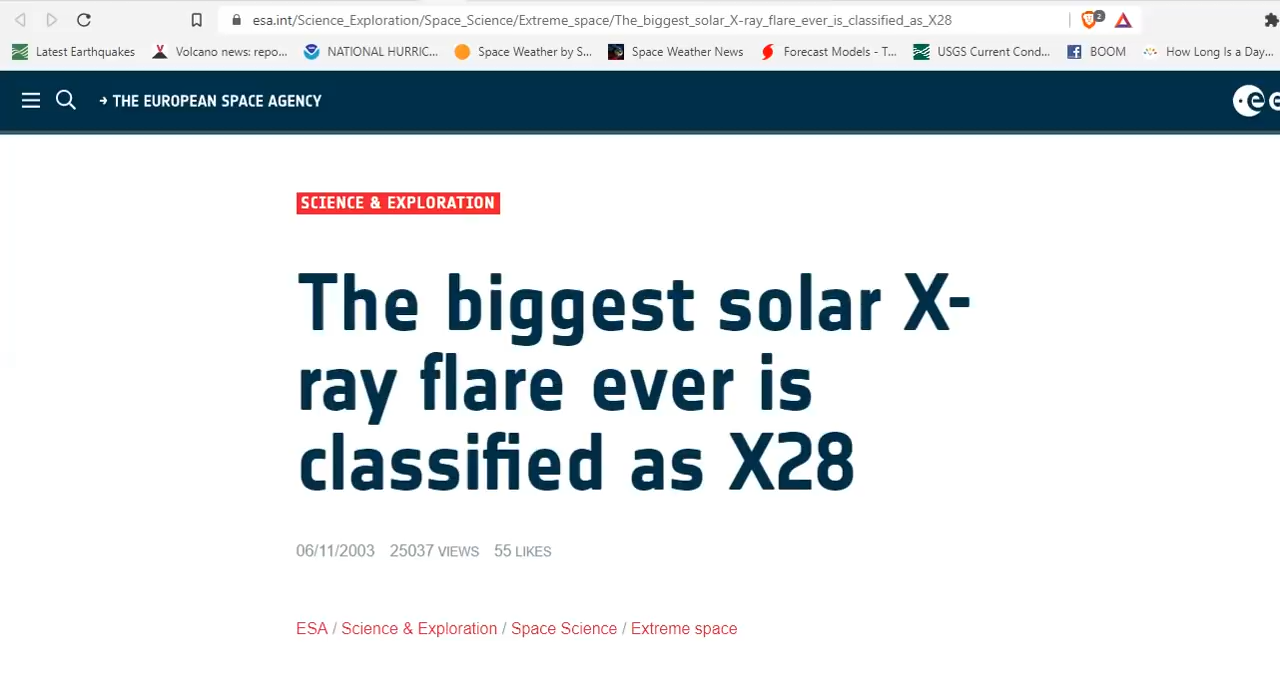 esa.int/Science_Exploration/Space_Science/Extreme_space/The_biggest_solar_X-ray_flare_ever_is_classified_as_X28
2
Latest Earthquakes
Volcano news: repo...
NATIONAL HURRIC...
Space Weather by S...
Space Weather News
Forecast Models - T...
USGS Current Cond...
BOOM
How Long Is a Day...
→ THE EUROPEAN SPACE AGENCY
SCIENCE & EXPLORATION
The biggest solar X-
ray flare ever is
classified as X28
06/11/2003 25037 VIEWS 55 LIKES
ESA / Science & Exploration / Space Science / Extreme space